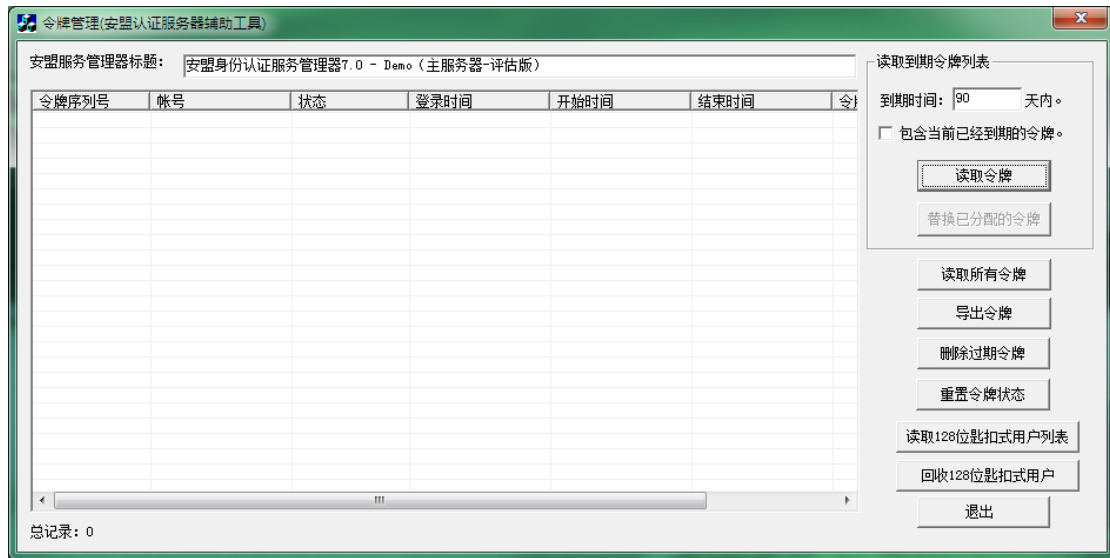 令牌管理(安盟认证服务器辅助工具)
安盟服务管理器标题： 安盟身份认证服务管理器7.0 - Demo（主服务器-评估版）
令牌序列号 帐号 状态 登录时间 开始时间 结束时间
读取到期令牌列表
到期时间： 90 天内。
包含当前已经到期的令牌。
读取令牌
替换已分配的令牌
读取所有令牌
导出令牌
删除过期令牌
重置令牌状态
读取128位匙扣式用户列表
回收128位匙扣式用户
退出
总记录：0